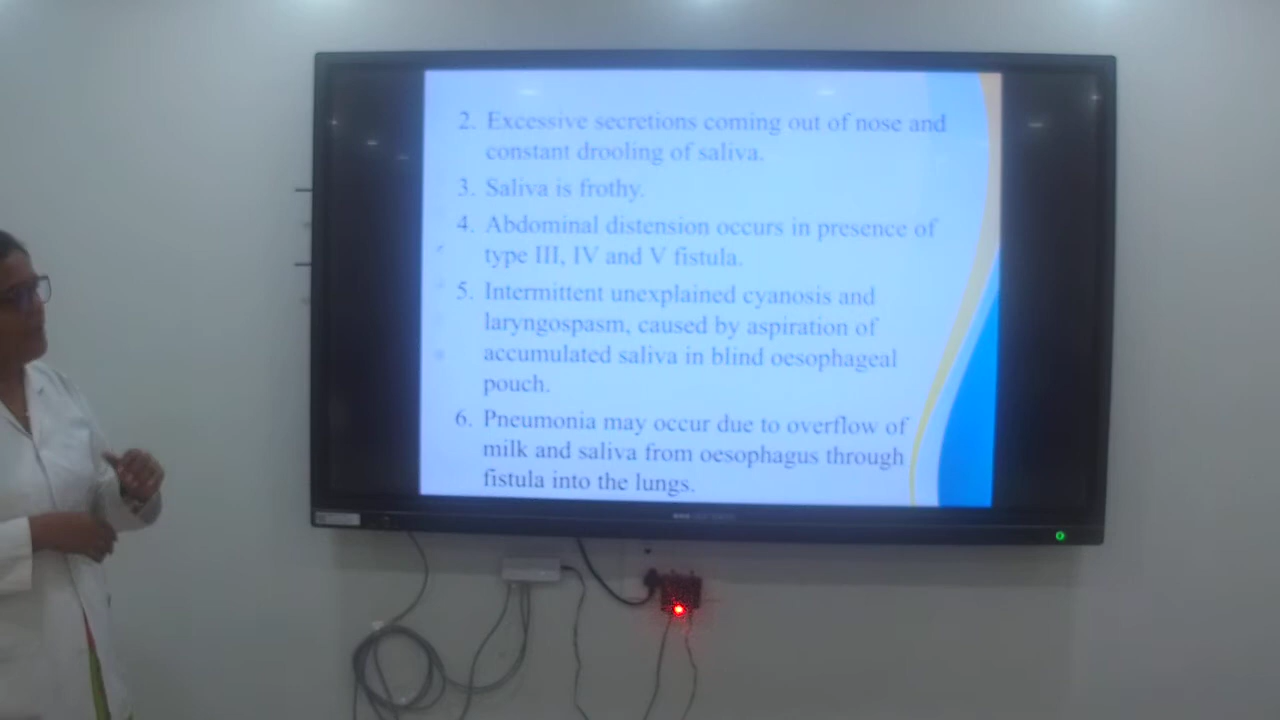 2. Excessive secretions coming out of nose and
constant drooling of saliva.
3. Saliva is frothy.
4. Abdominal distension occurs in presence of
type III, IV and V fistula.
5. Intermittent unexplained cyanosis and
laryngospasm, caused by aspiration of
accumulated saliva in blind oesophageal
pouch.
6. Pneumonia may occur due to overflow of
milk and saliva from oesophagus through
fistula into the lungs.